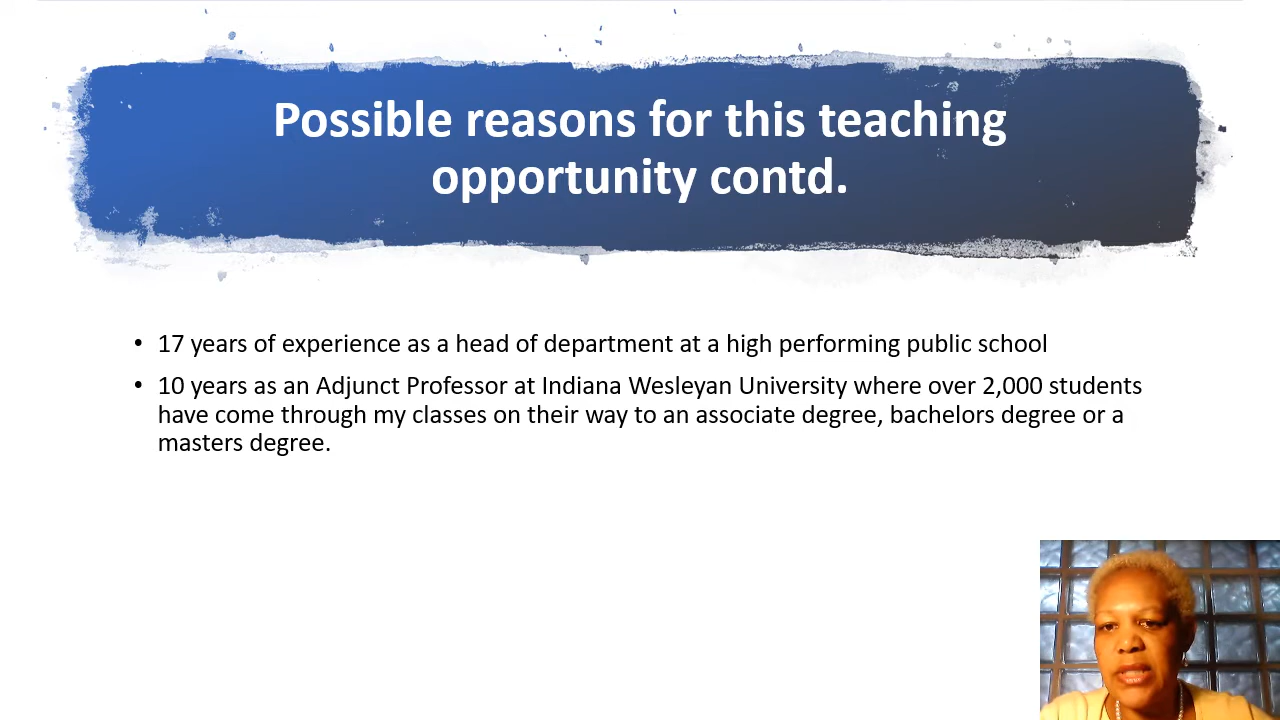 Possible reasons for this teaching
opportunity contd.
• 17 years of experience as a head of department at a high performing public school
• 10 years as an Adjunct Professor at Indiana Wesleyan University where over 2,000 students
have come through my classes on their way to an associate degree, bachelors degree or a
masters degree.